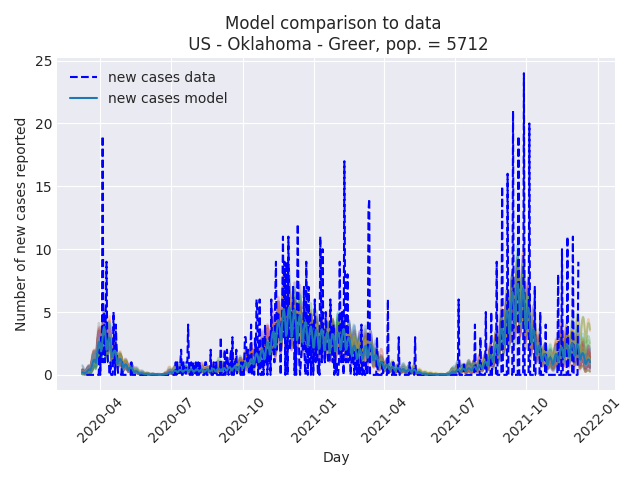 Model comparison to data
US - Oklahoma - Greer, pop. = 5712
new cases data
new cases model
Number of new cases reported
25
20
15
10
5
0
2020-04
2020-07
2020-10
2021-01
2021-04
2021-07
2021-10
2022-01
Day